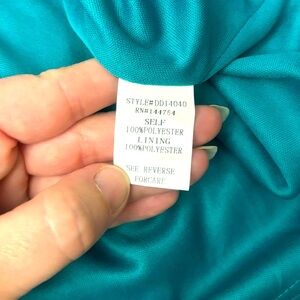 STYLE#DD14040
RN#144764
SELF
100%POLYESTER
LINING
100%POLYESTER
SEE REVERSE
FORCARE